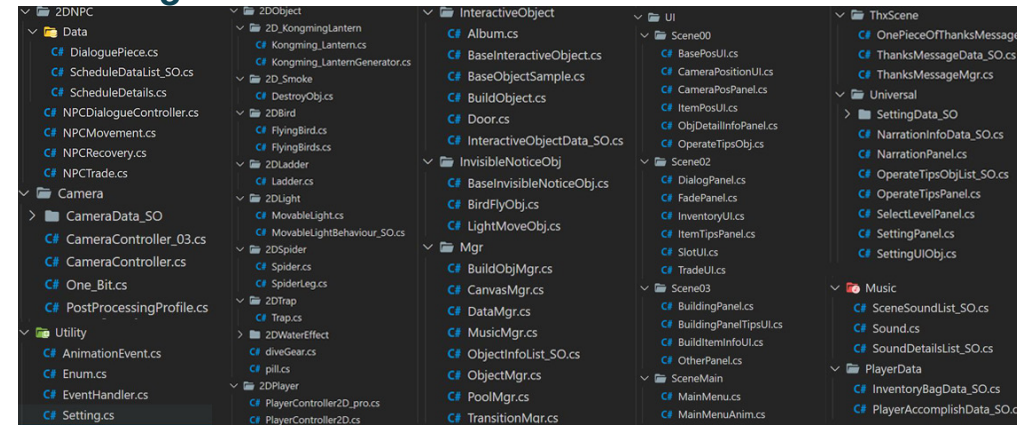 2DNPC
Data
C# DialoguePiece.cs
C# ScheduleDataList_SO.cs
C# ScheduleDetails.cs
C# NPCDialogueController.cs
C# NPCMovement.cs
C# NPCRecovery.cs
C# NPCTrade.cs
Camera
CameraData_SO
C# CameraController_03.cs
C# CameraController.cs
C# One_Bit.cs
C# PostProcessingProfile.cs
Utility
C# AnimationEvent.cs
C# Enum.cs
C# EventHandler.cs
C# Setting.cs
2DObject
2D_KongmingLantern
C# Kongming_Lantern.cs
C# Kongming_LanternGenerator.cs
2D_Smoke
C# DestroyObj.cs
2DBird
C# FlyingBird.cs
C# FlyingBirds.cs
2DLadder
C# Ladder.cs
2DLight
C# MovableLight.cs
C# MovableLightBehaviour_SO.cs
2DSpider
C# Spider.cs
C# SpiderLeg.cs
2DTrap
C# Trap.cs
2DWaterEffect
C# diveGear.cs
C# pill.cs
2DPlayer
C# PlayerController2D_pro.cs
C# PlayerController2D.cs
InteractiveObject
C# Album.cs
C# BaseInteractiveObject.cs
C# BaseObjectSample.cs
C# BuildObject.cs
C# Door.cs
C# InteractiveObjectData_SO.cs
InvisibleNoticeObj
C# BaseInvisibleNoticeObj.cs
C# BirdFlyObj.cs
C# LightMoveObj.cs
Mgr
C# BuildObjMgr.cs
C# CanvasMgr.cs
C# DataMgr.cs
C# MusicMgr.cs
C# ObjectInfoList_SO.cs
C# ObjectMgr.cs
C# PoolMgr.cs
C# TransitionMgr.cs
UI
Scene00
C# BasePosUI.cs
C# CameraPositionUI.cs
C# CameraPosPanel.cs
C# ItemPosUI.cs
C# ObjDetailInfoPanel.cs
C# OperateTipsObj.cs
Scene02
C# DialogPanel.cs
C# FadePanel.cs
C# InventoryUI.cs
C# ItemTipsPanel.cs
C# SlotUI.cs
C# TradeUI.cs
Scene03
C# BuildingPanel.cs
C# BuildingPanelTipsUI.cs
C# BuildItemInfoUI.cs
C# OtherPanel.cs
SceneMain
C# MainMenu.cs
C# MainMenuAnim.cs
ThxScene
C# OnePieceOfThanksMessage
C# ThanksMessageData_SO.cs
C# ThanksMessageMgr.cs
Universal
SettingData_SO
C# NarrationInfoData_SO.cs
C# NarrationPanel.cs
C# OperateTipsObjList_SO.cs
C# OperateTipsPanel.cs
C# SelectLevelPanel.cs
C# SettingPanel.cs
C# SettingUIObj.cs
Music
C# SceneSoundList_SO.cs
C# Sound.cs
C# SoundDetailsList_SO.cs
PlayerData
C# InventoryBagData_SO.cs
C# PlayerAccomplishData_SO.c